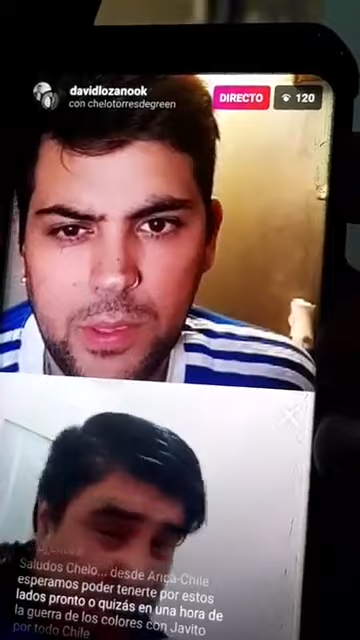 davidlozanook
con chelotorresdegreen
DIRECTO
120
Saludos Chelo... desde Arica-Chile
esperamos poder tenerte por estos
lados pronto o quizás en una hora de
la guerra de los colores con Javito
por todo Chile